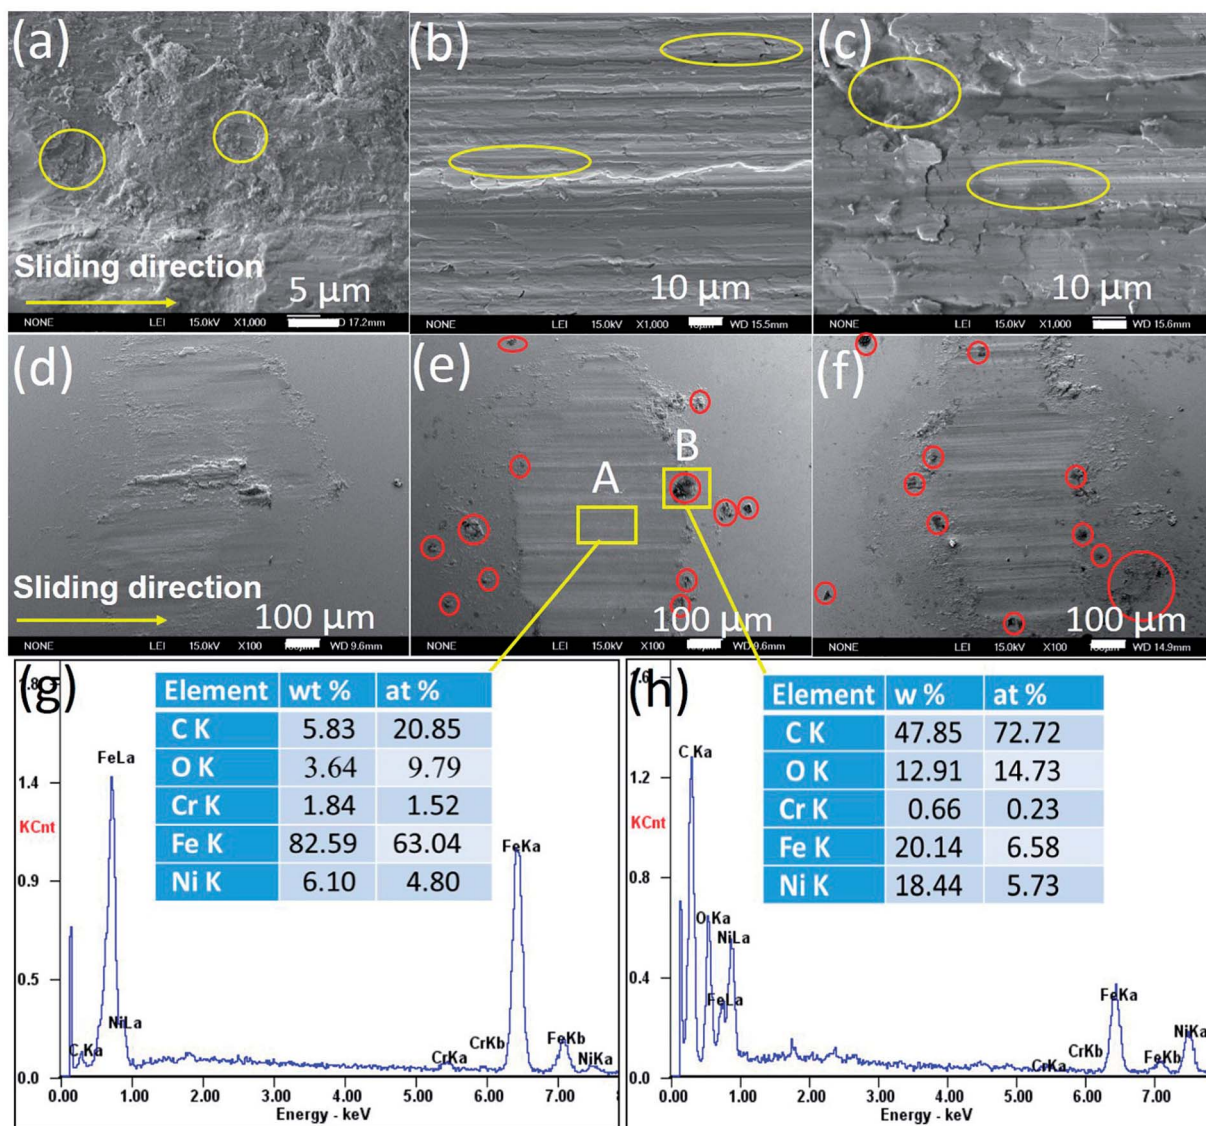 (a)
(b)
(c)
Sliding direction
5 μm
10 μm
10 μm
NONE LEI 15.0kV X1,000 D 17.2mm
NONE LEI 15.0kV X1,000 WD 15.5mm
NONE LEI 15.0kV X1,000 WD 15.6mm
(d)
(e)
(f)
A
B
Sliding direction
100 μm
100 μm
100 μm
NONE LEI 15.0kV X100 WD 9.6mm
NONE LEI 15.0kV X100 WD 9.6mm
NONE LEI 15.0kV X100 WD 14.9mm
(g)
Element wt % at %
C K 5.83 20.85
O K 3.64 9.79
Cr K 1.84 1.52
Fe K 82.59 63.04
Ni K 6.10 4.80
1.4
0.9
0.5
0.0
KCnt
FeLa
NiLa
C Ka
CrKa
CrKb
FeKa
FeKb
NiKa
0.00 1.00 2.00 3.00 4.00 5.00 6.00 7.00
Energy - keV
(h)
Element w % at %
C K 47.85 72.72
O K 12.91 14.73
Cr K 0.66 0.23
Fe K 20.14 6.58
Ni K 18.44 5.73
1.2
0.8
0.4
0.0
KCnt
C Ka
O Ka
NiLa
FeLa
CrKa
CrKb
FeKa
FeKb
NiKa
0.00 1.00 2.00 3.00 4.00 5.00 6.00 7.00
Energy - keV